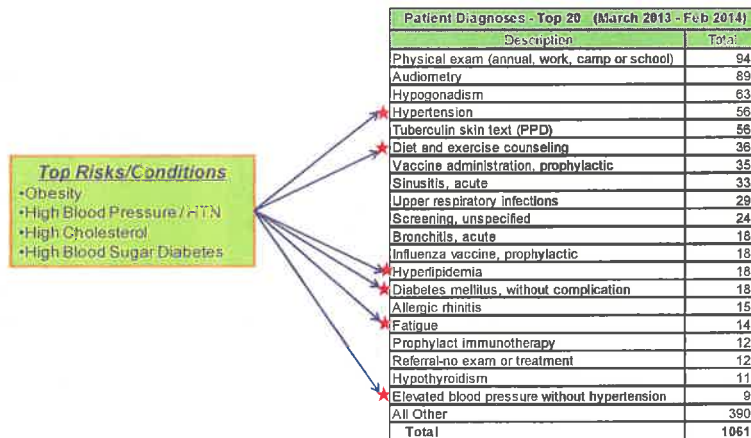 Top Risks/Conditions
•Obesity
•High Blood Pressure / HTN
•High Cholesterol
•High Blood Sugar Diabetes
Patient Diagnoses - Top 20 (March 2013 - Feb 2014)
Description Total
Physical exam (annual, work, camp or school) 94
Audiometry 89
Hypogonadism 63
Hypertension 56
Tuberculin skin text (PPD) 56
Diet and exercise counseling 36
Vaccine administration, prophylactic 35
Sinusitis, acute 33
Upper respiratory infections 29
Screening, unspecified 24
Bronchitis, acute 18
Influenza vaccine, prophylactic 18
Hyperlipidemia 18
Diabetes mellitus, without complication 18
Allergic rhinitis 15
Fatigue 14
Prophylact immunotherapy 12
Referral-no exam or treatment 12
Hypothyroidism 11
Elevated blood pressure without hypertension 9
All Other 390
Total 1061